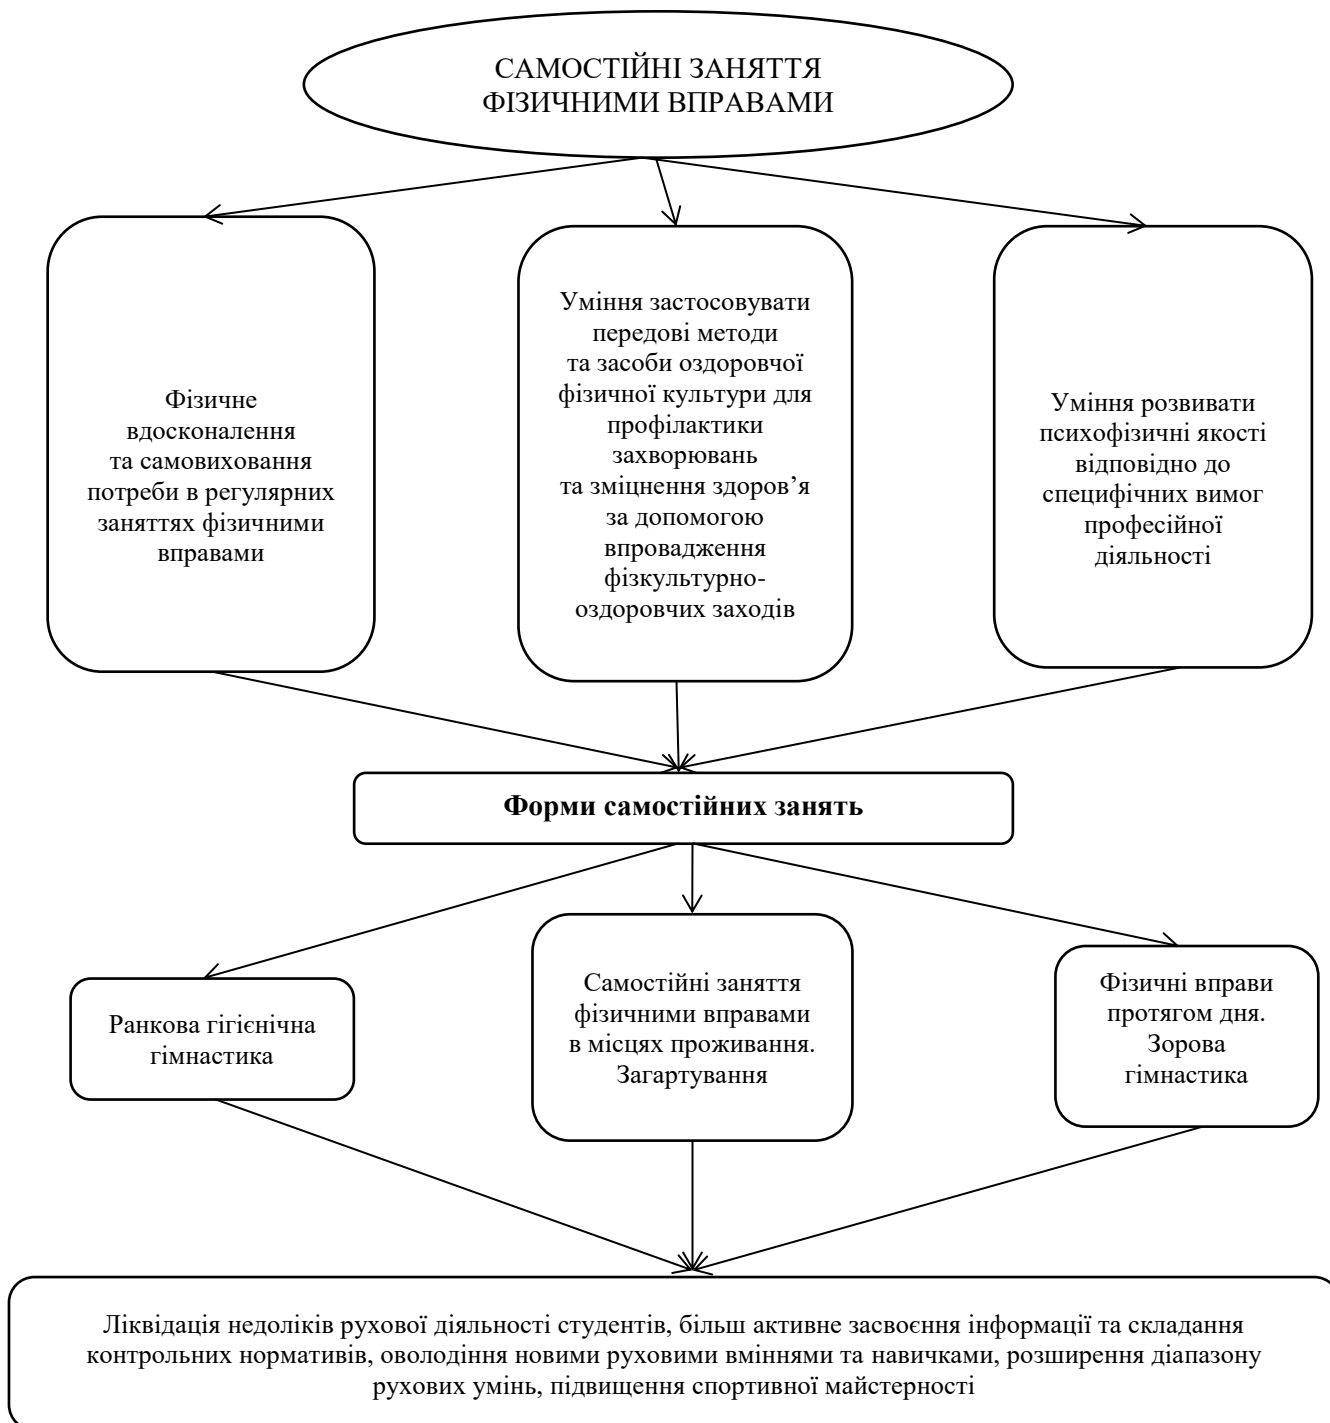 САМОСТІЙНІ ЗАНЯТТЯ
ФІЗИЧНИМИ ВПРАВАМИ
Фізичне
вдосконалення
та самовиховання
потреби в регулярних
заняттях фізичними
вправами
Уміння застосовувати
передові методи
та засоби оздоровчої
фізичної культури для
профілактики
захворювань
та зміцнення здоров’я
за допомогою
впровадження
фізкультурно-
оздоровчих заходів
Уміння розвивати
психофізичні якості
відповідно до
специфічних вимог
професійної
діяльності
Форми самостійних занять
Ранкова гігієнічна
гімнастика
Самостійні заняття
фізичними вправами
в місцях проживання.
Загартування
Фізичні вправи
протягом дня.
Зорова
гімнастика
Ліквідація недоліків рухової діяльності студентів, більш активне засвоєння інформації та складання
контрольних нормативів, оволодіння новими руховими вміннями та навичками, розширення діапазону
рухових умінь, підвищення спортивної майстерності